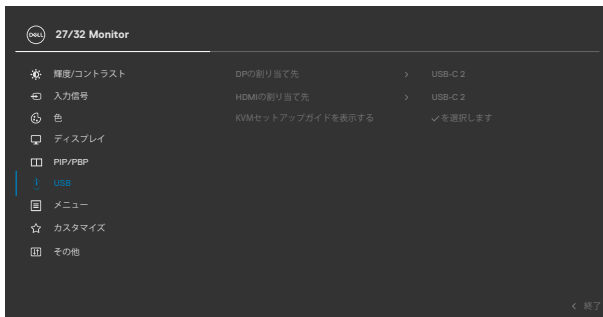 DELL 27/32 Monitor
輝度/コントラスト DPの割り当て先 > USB-C 2
入力信号 HDMIの割り当て先 > USB-C 2
色 KVMセットアップガイドを表示する ✓を選択します
ディスプレイ
PIP/PBP
USB
メニュー
カスタマイズ
その他
< 終了